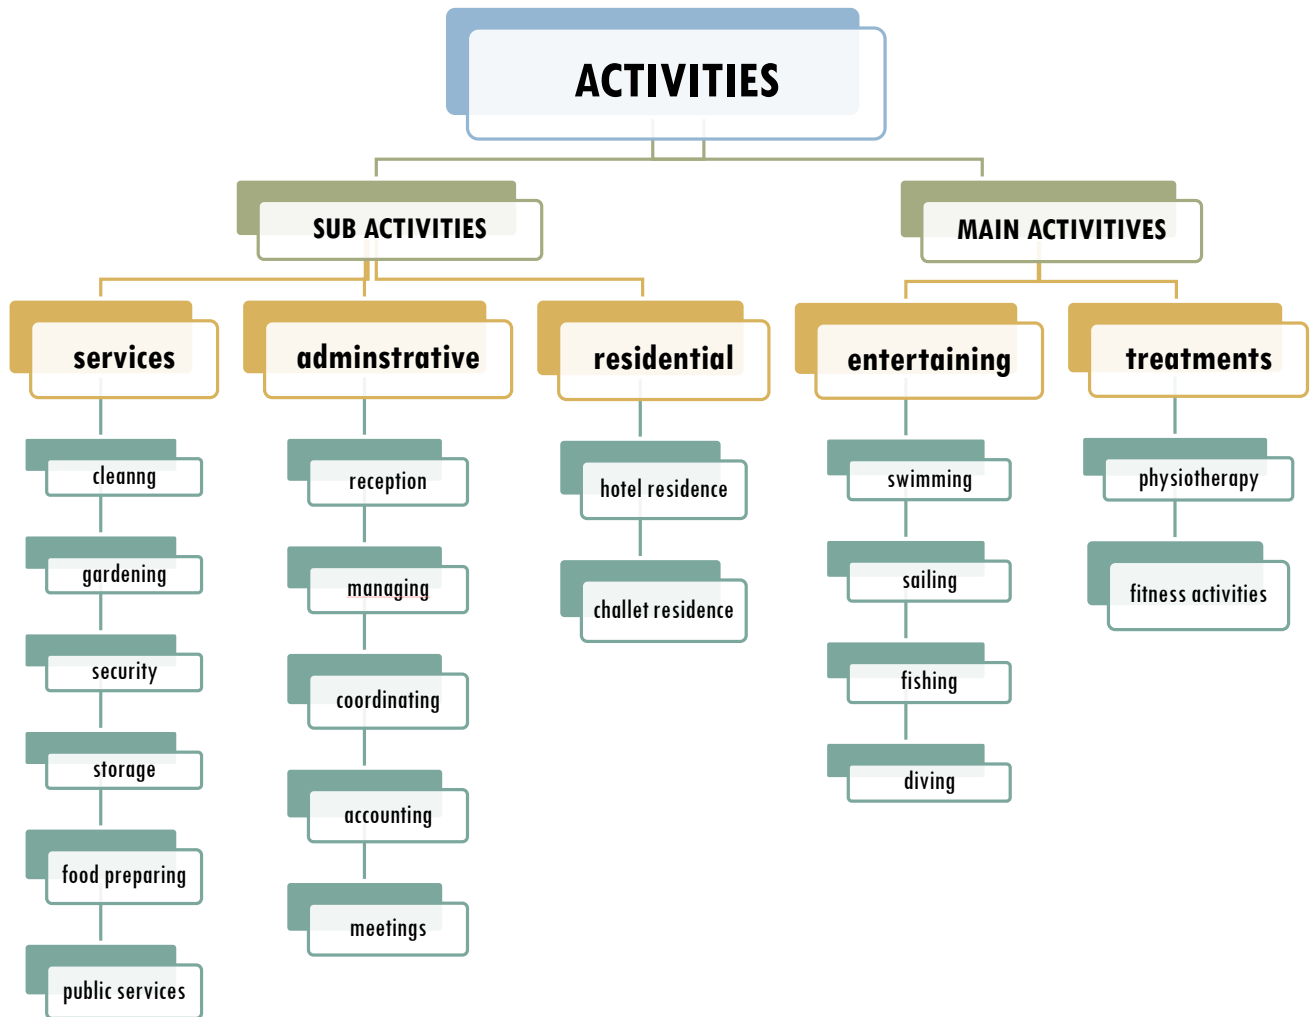 ACTIVITIES
SUB ACTIVITIES
MAIN ACTIVITIVES
services
adminstrative
residential
entertaining
treatments
cleanng
gardening
security
storage
food preparing
public services
reception
managing
coordinating
accounting
meetings
hotel residence
challet residence
swimming
sailing
fishing
diving
physiotherapy
fitness activities